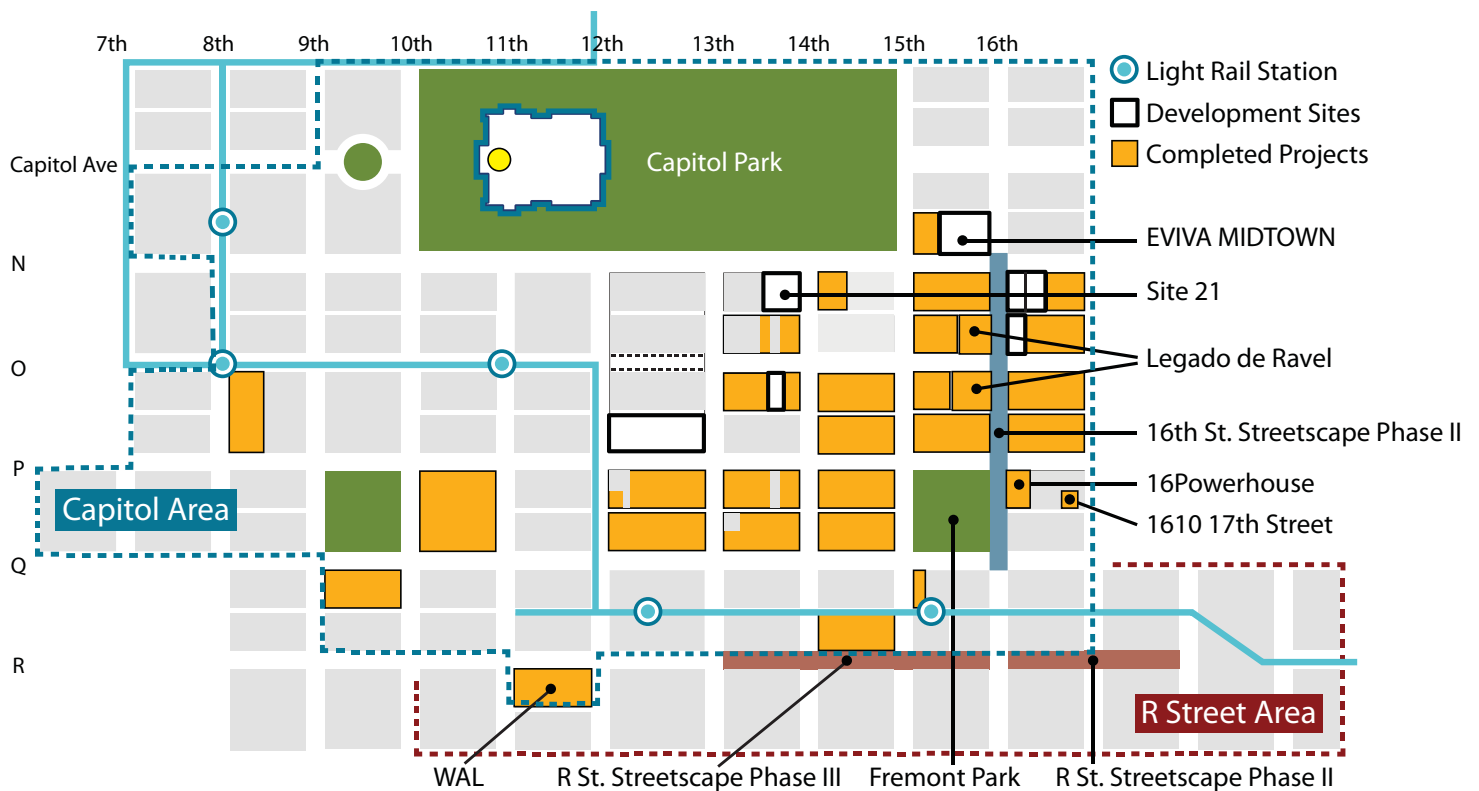 7th 8th 9th 10th 11th 12th 13th 14th 15th 16th
Light Rail Station
Development Sites
Completed Projects
Capitol Ave
Capitol Park
EVIVA MIDTOWN
N
Site 21
Legado de Ravel
O
16th St. Streetscape Phase II
P
16Powerhouse
Capitol Area
1610 17th Street
Q
R
R Street Area
WAL
R St. Streetscape Phase III
Fremont Park
R St. Streetscape Phase II